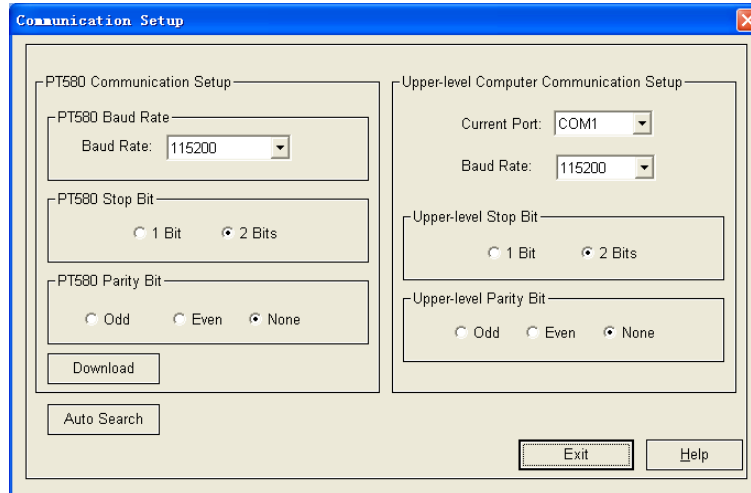 Communication Setup
PT580 Communication Setup
PT580 Baud Rate
Baud Rate: 115200
PT580 Stop Bit
1 Bit 2 Bits
PT580 Parity Bit
Odd Even None
Download
Auto Search
Upper-level Computer Communication Setup
Current Port: COM1
Baud Rate: 115200
Upper-level Stop Bit
1 Bit 2 Bits
Upper-level Parity Bit
Odd Even None
Exit Help